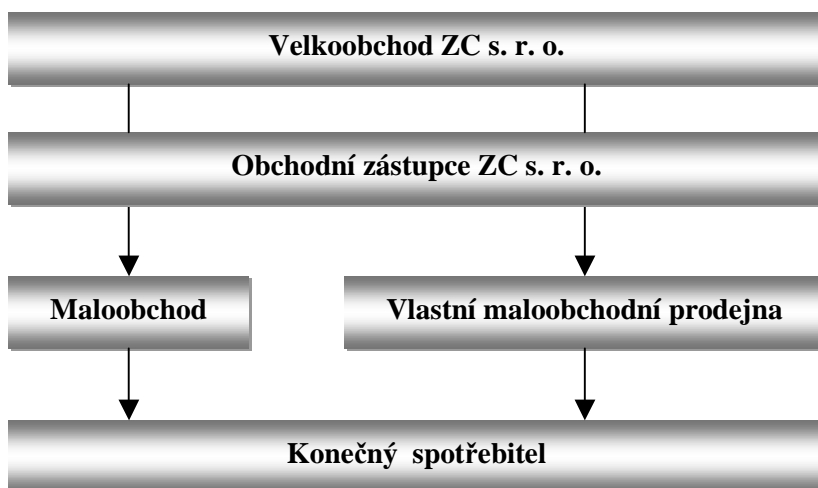 Velkoobchod ZC s. r. o.
Obchodní zástupce ZC s. r. o.
Maloobchod
Vlastní maloobchodní prodejna
Konečný spotřebitel